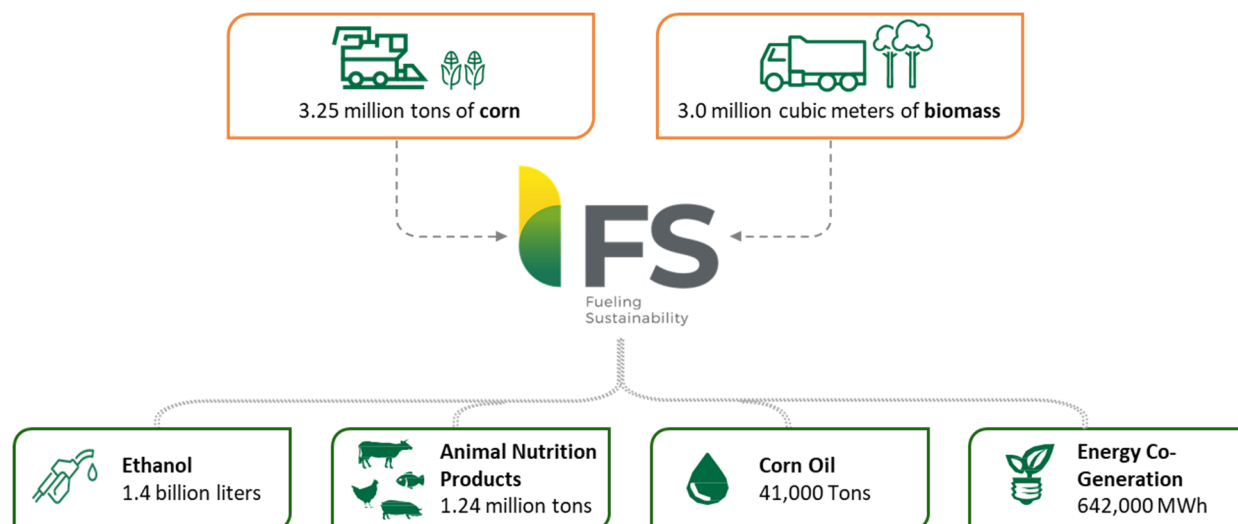 3.25 million tons of corn
3.0 million cubic meters of biomass
FS
Fueling
Sustainability
Ethanol
1.4 billion liters
Animal Nutrition
Products
1.24 million tons
Corn Oil
41,000 Tons
Energy Co-
Generation
642,000 MWh